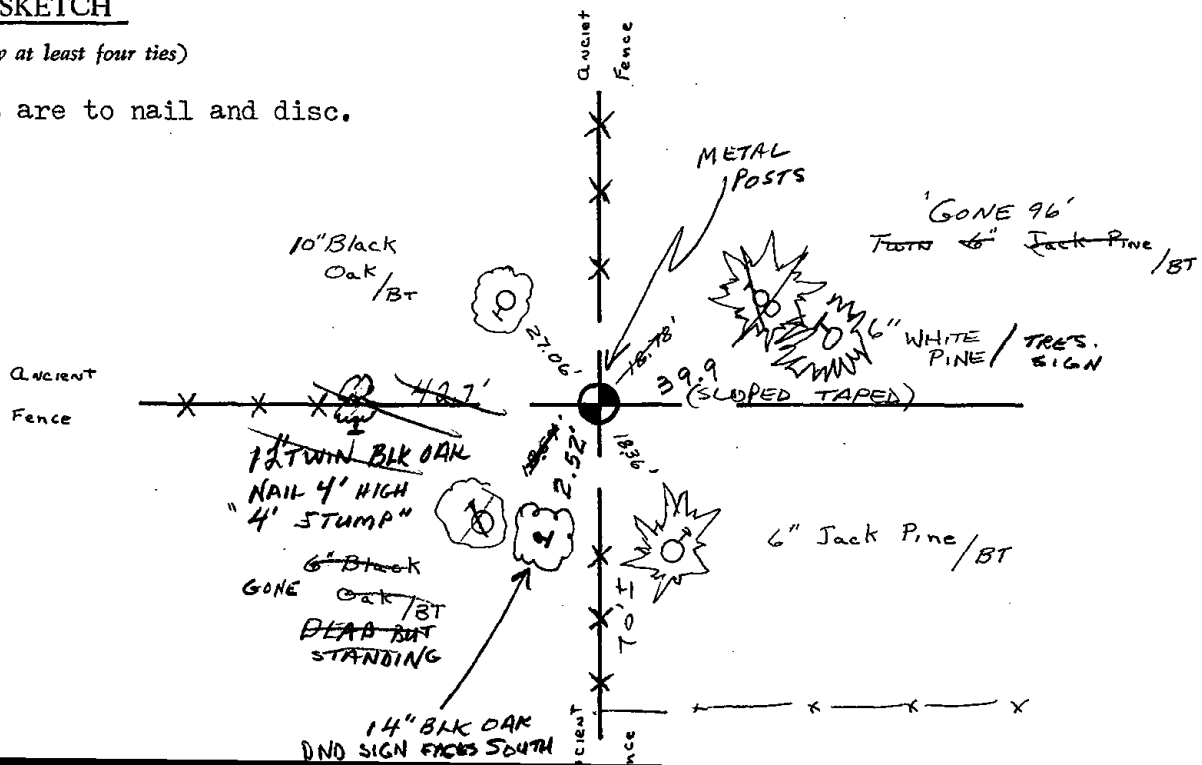 SKETCH
at least four ties)
are to nail and disc.
ancient
Fence
METAL
POSTS
'GONE 96'
Twin 6" Jack Pine
/BT
10" Black
Oak
/BT
27.06'
18.78'
6" WHITE
PINE / TRES.
SIGN
39.9
(SLOPED TAPED)
ancient
Fence
42.7'
12" TWIN BLK OAK
NAIL 4' HIGH
"4' STUMP"
2.52'
18.36'
6" Jack Pine /BT
6" Black
GONE Oak /BT
DEAD BUT
STANDING
70'±
14" BLK OAK
DND SIGN FACES SOUTH